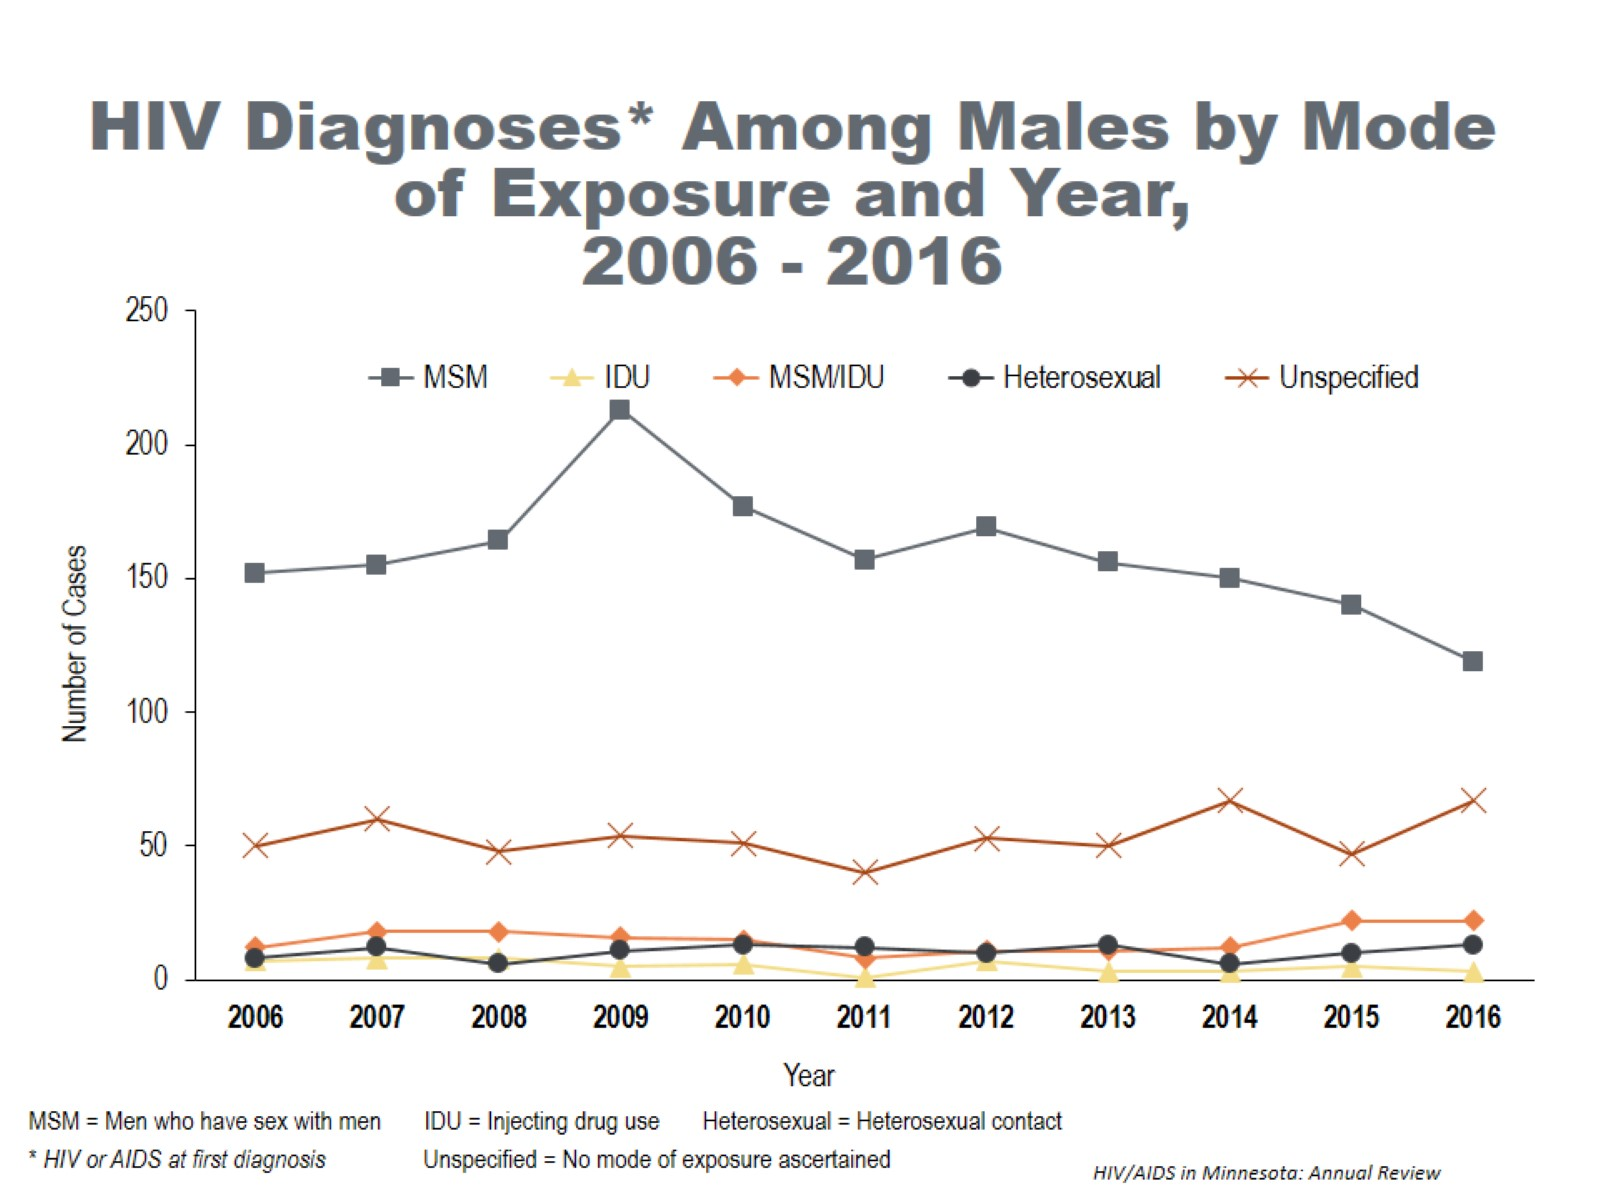 HIV Diagnoses* Among Males by Mode
of Exposure and Year,
2006 - 2016
250
200
150
100
50
0
Number of Cases
MSM IDU MSM/IDU Heterosexual Unspecified
2006 2007 2008 2009 2010 2011 2012 2013 2014 2015 2016
Year
MSM = Men who have sex with men IDU = Injecting drug use Heterosexual = Heterosexual contact
* HIV or AIDS at first diagnosis Unspecified = No mode of exposure ascertained
HIV/AIDS in Minnesota: Annual Review